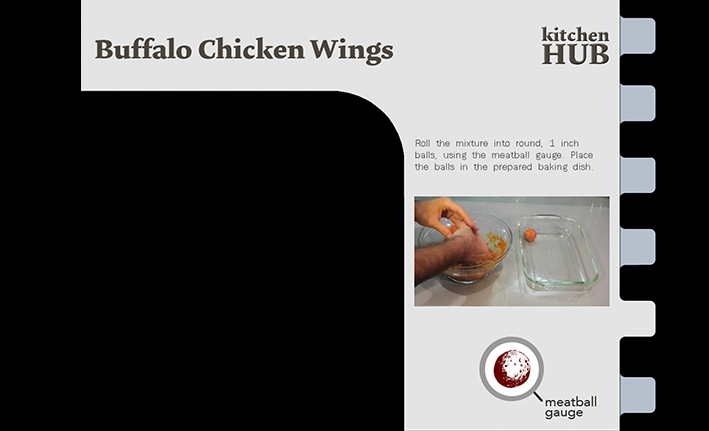 Buffalo Chicken Wings
kitchen
HUB
Roll the mixture into round, 1 inch
balls, using the meatball gauge. Place
the balls in the prepared baking dish.
meatball
gauge